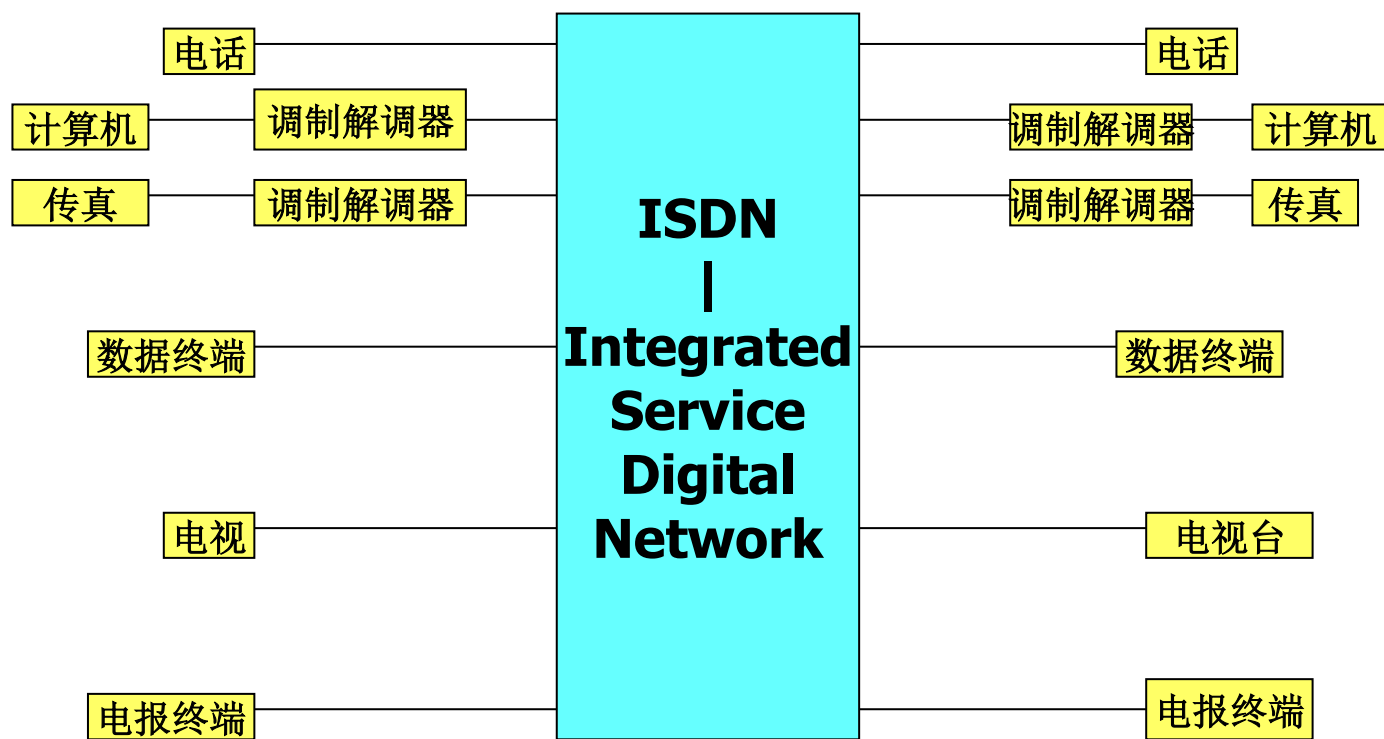 电话
电话
计算机
调制解调器
调制解调器
计算机
传真
调制解调器
调制解调器
传真
ISDN
|
Integrated
Service
Digital
Network
数据终端
数据终端
电视
电视台
电报终端
电报终端